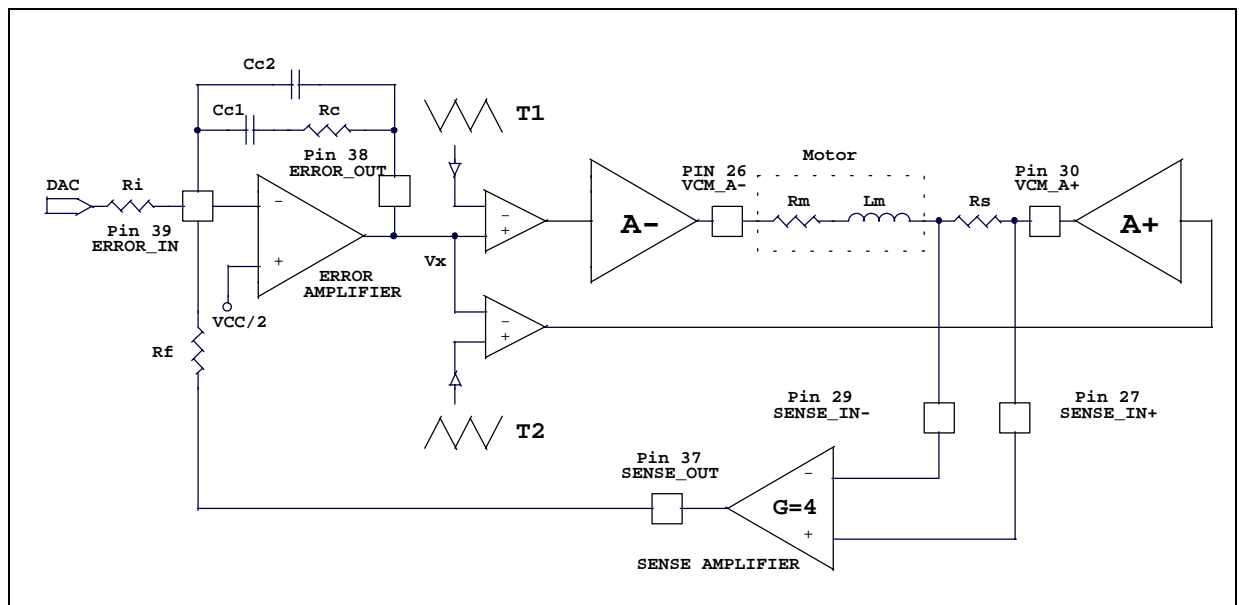 Cc2
Cc1
Rc
T1
Pin 38
ERROR_OUT
Motor
PIN 26
VCM_A-
Pin 30
VCM_A+
DAC
Ri
Rm
Lm
Rs
−
−
+
A-
A+
Pin 39
ERROR_IN
+
Vx
ERROR
AMPLIFIER
VCC/2
−
+
Rf
Pin 29
SENSE_IN-
Pin 27
SENSE_IN+
T2
Pin 37
SENSE_OUT
−
G=4
+
SENSE AMPLIFIER